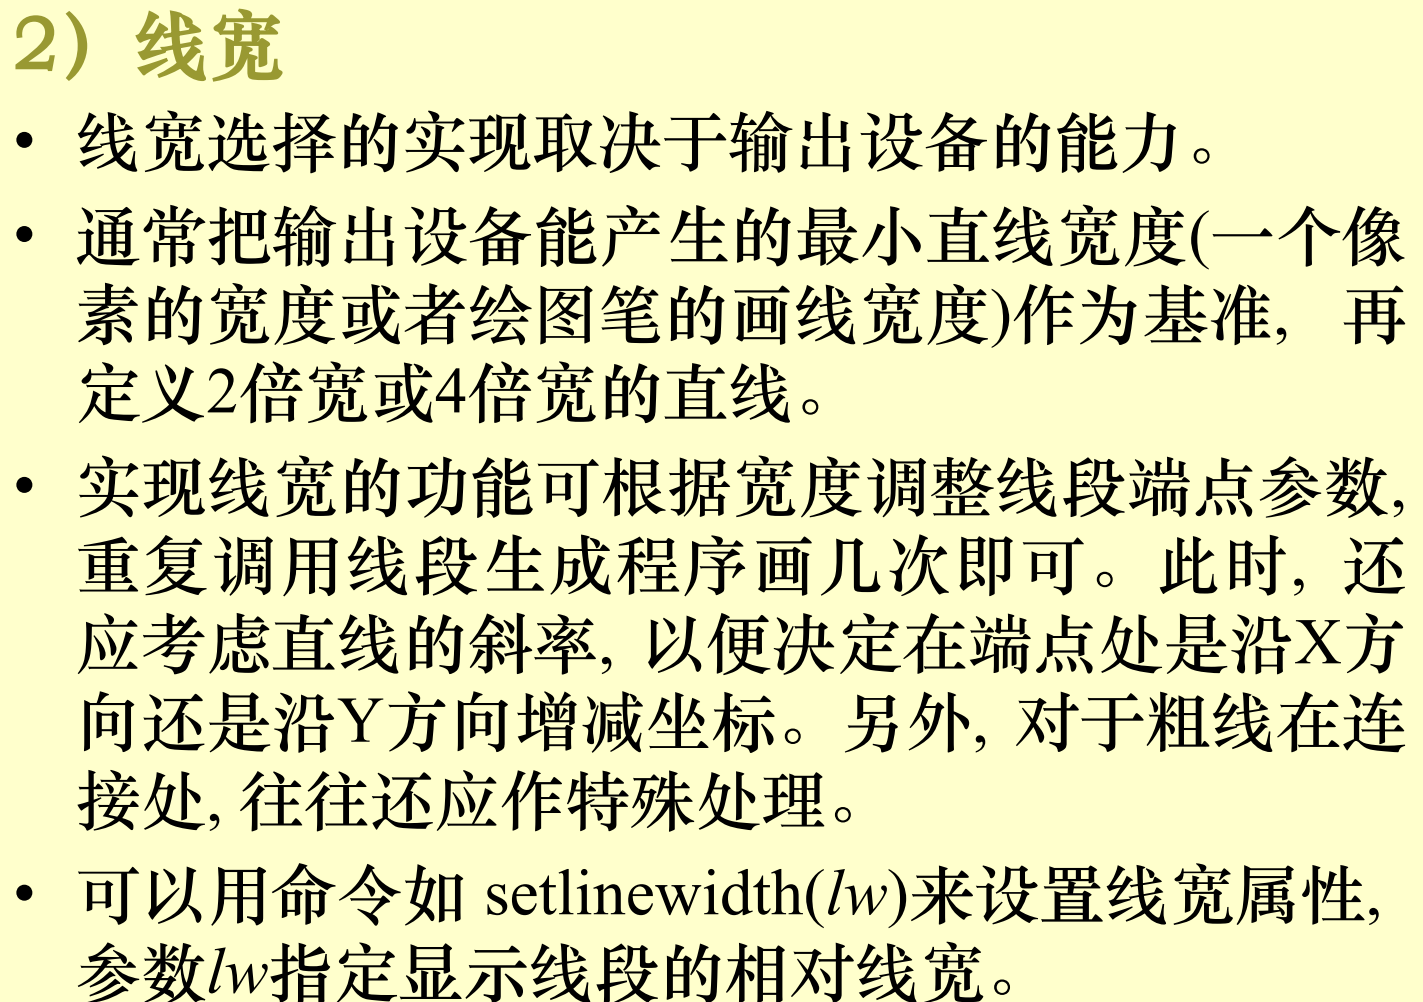 2）线宽
• 线宽选择的实现取决于输出设备的能力。
• 通常把输出设备能产生的最小直线宽度(一个像
素的宽度或者绘图笔的画线宽度)作为基准, 再
定义2倍宽或4倍宽的直线。
• 实现线宽的功能可根据宽度调整线段端点参数,
重复调用线段生成程序画几次即可。此时, 还
应考虑直线的斜率, 以便决定在端点处是沿X方
向还是沿Y方向增减坐标。另外, 对于粗线在连
接处, 往往还应作特殊处理。
• 可以用命令如 setlinewidth(lw)来设置线宽属性,
参数lw指定显示线段的相对线宽。